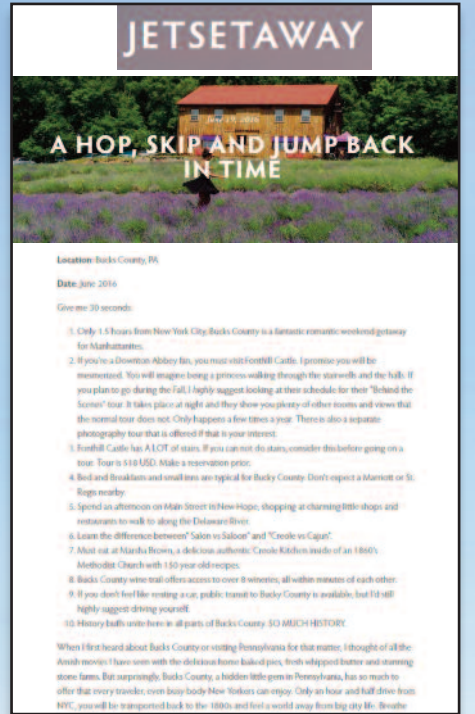 JETSETAWAY
June 19, 2016
A HOP, SKIP AND JUMP BACK
IN TIME
Location: Bucks County, PA
Date: June 2016
Give me 30 seconds:
1. Only 1.5 hours from New York City, Bucks County is a fantastic romantic weekend getaway
for Manhattanites.
2. If you're a Downton Abbey fan, you must visit Fonthill Castle. I promise you will be
mesmerized. You will imagine being a princess walking through the stairwells and the halls. If
you plan to go during the Fall, I highly suggest looking at their schedule for their "Behind the
Scenes" tour. It takes place at night and they show you plenty of other rooms and views that
the normal tour does not. Only happens a few times a year. There is also a separate
photography tour that is offered if that is your interest.
3. Fonthill Castle has A LOT of stairs. If you can not do stairs, consider this before going on a
tour. Tour is $18 USD. Make a reservation prior.
4. Bed and Breakfasts and small inns are typical for Bucky County. Don't expect a Marriott or St.
Regis nearby.
5. Spend an afternoon on Main Street in New Hope, shopping at charming little shops and
restaurants to walk to along the Delaware River.
6. Learn the difference between" Salon vs Saloon" and "Creole vs Cajun".
7. Must eat at Marsha Brown, a delicious authentic Creole Kitchen inside of an 1860's
Methodist Church with 150 year old recipes.
8. Bucks County wine trail offers access to over 8 wineries, all within minutes of each other.
9. If you don't feel like renting a car, public transit to Bucky County is available, but I'd still
highly suggest driving yourself.
10. History buffs unite here in all parts of Bucks County. SO MUCH HISTORY.
When I first heard about Bucks County or visiting Pennsylvania for that matter, I thought of all the
Amish movies I have seen with the delicious home baked pies, fresh whipped butter and stunning
stone farms. But surprisingly, Bucks County, a hidden little gem in Pennsylvania, has so much to
offer that every traveler, even busy body New Yorkers can enjoy. Only an hour and half drive from
NYC, you will be transported back to the 1800s and feel a world away from big city life. Breathe